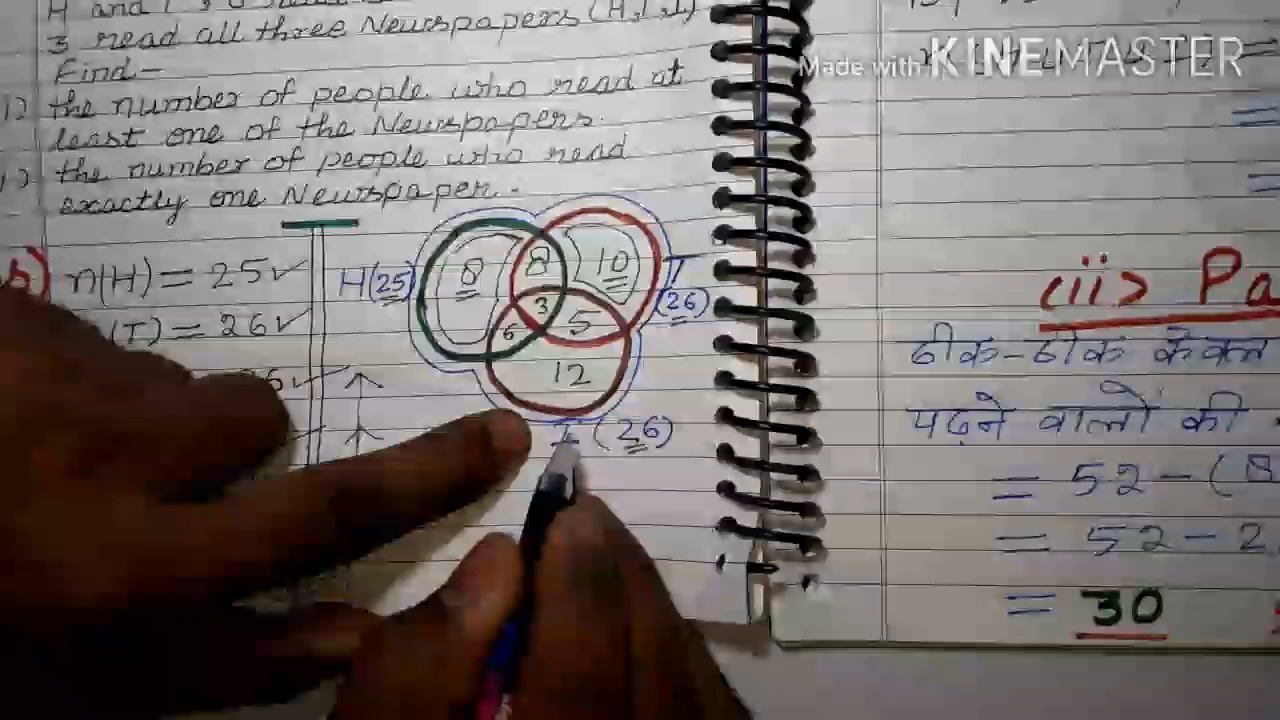 3 read all three Newspapers (H,T,I)
Find-
the number of people who read at
least one of the Newspapers.
the number of people who read
exactly one Newspaper.
n(H) = 25✓
(T) = 26✓
6✓
H(25)
8
8
10
T
(26)
3
6
5
12
I (26)
Made with KINEMASTER
(ii) Pa
ठीक-ठीक केवल
पढ़ने वालों की
= 52-(8
= 52-2
= 30